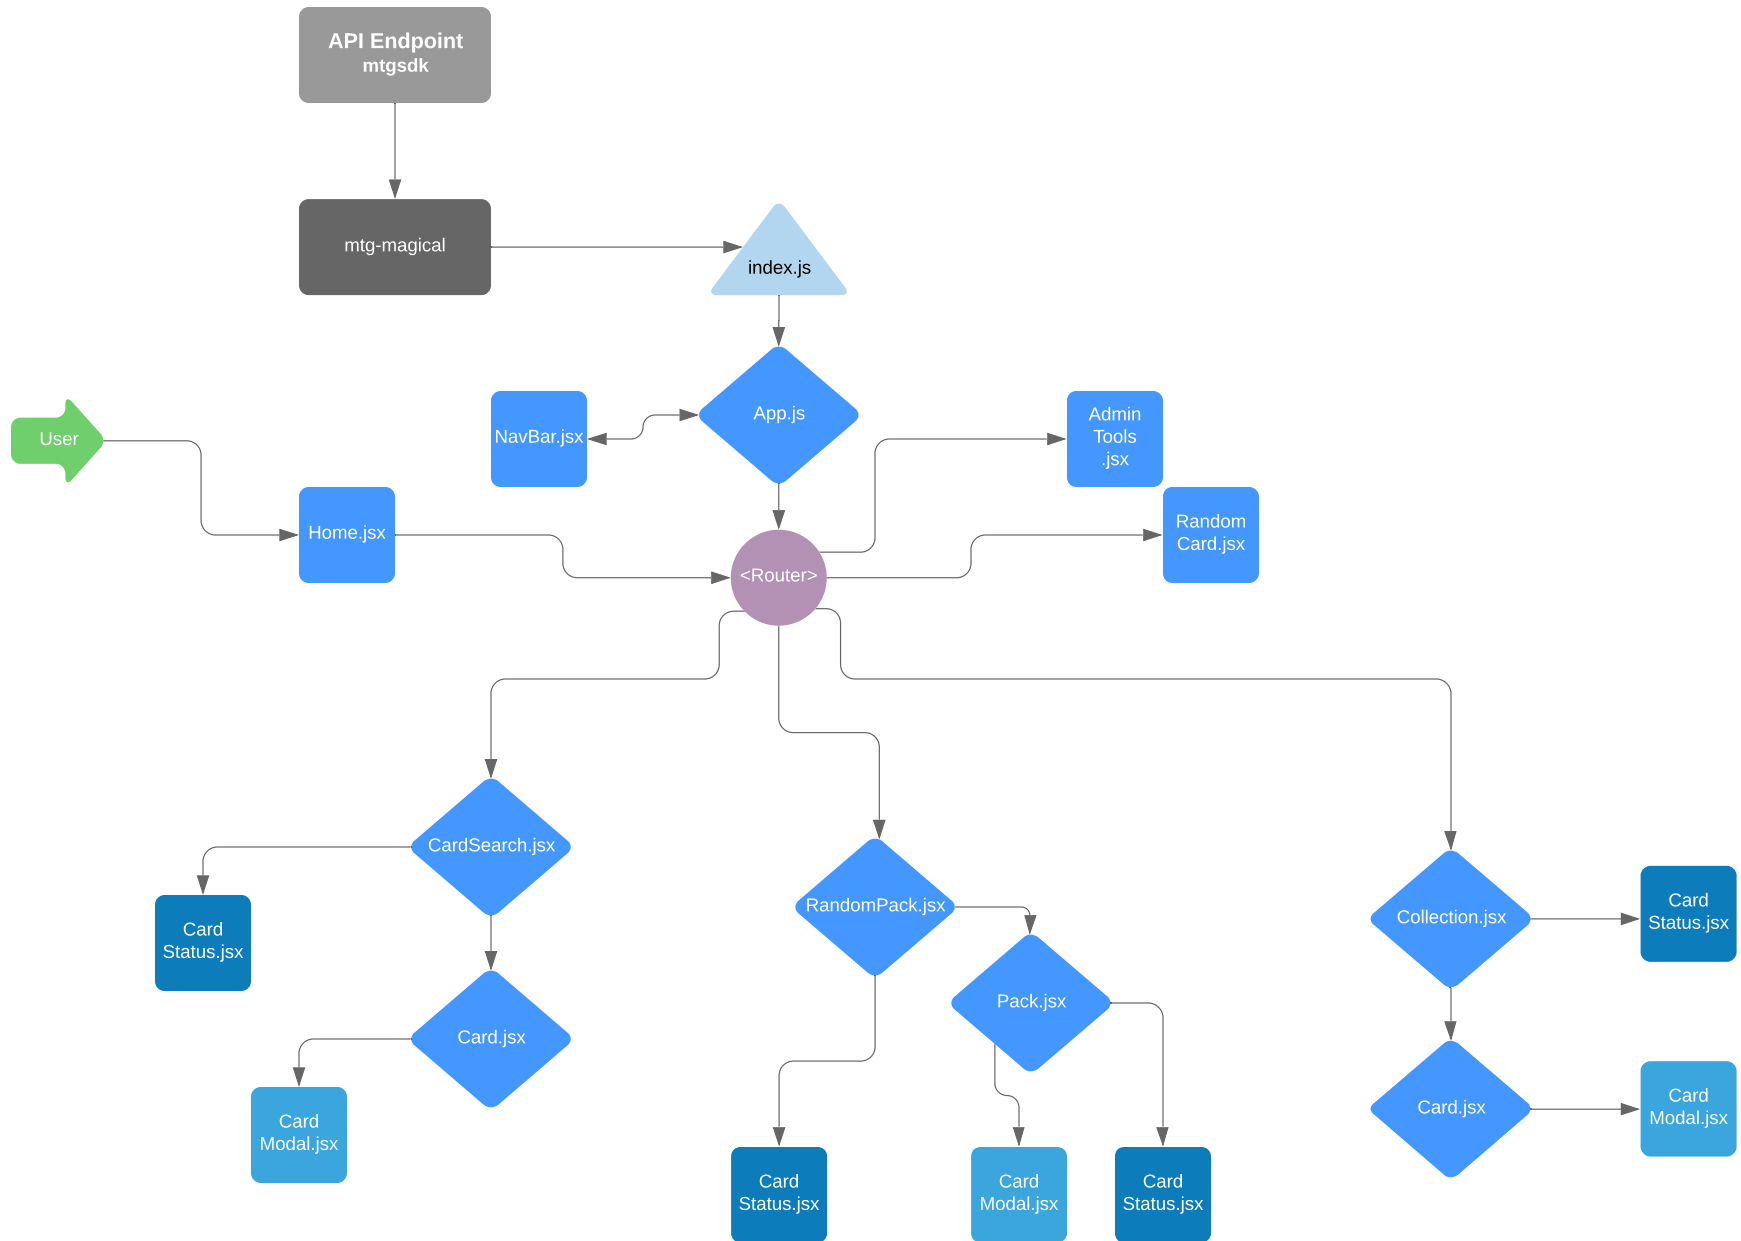 API Endpoint
mtgsdk
mtg-magical
index.js
App.js
NavBar.jsx
User
Home.jsx
Admin
Tools
.jsx
Random
Card.jsx
<Router>
CardSearch.jsx
Card
Status.jsx
Card.jsx
Card
Modal.jsx
RandomPack.jsx
Pack.jsx
Card
Status.jsx
Card
Modal.jsx
Card
Status.jsx
Collection.jsx
Card
Status.jsx
Card.jsx
Card
Modal.jsx